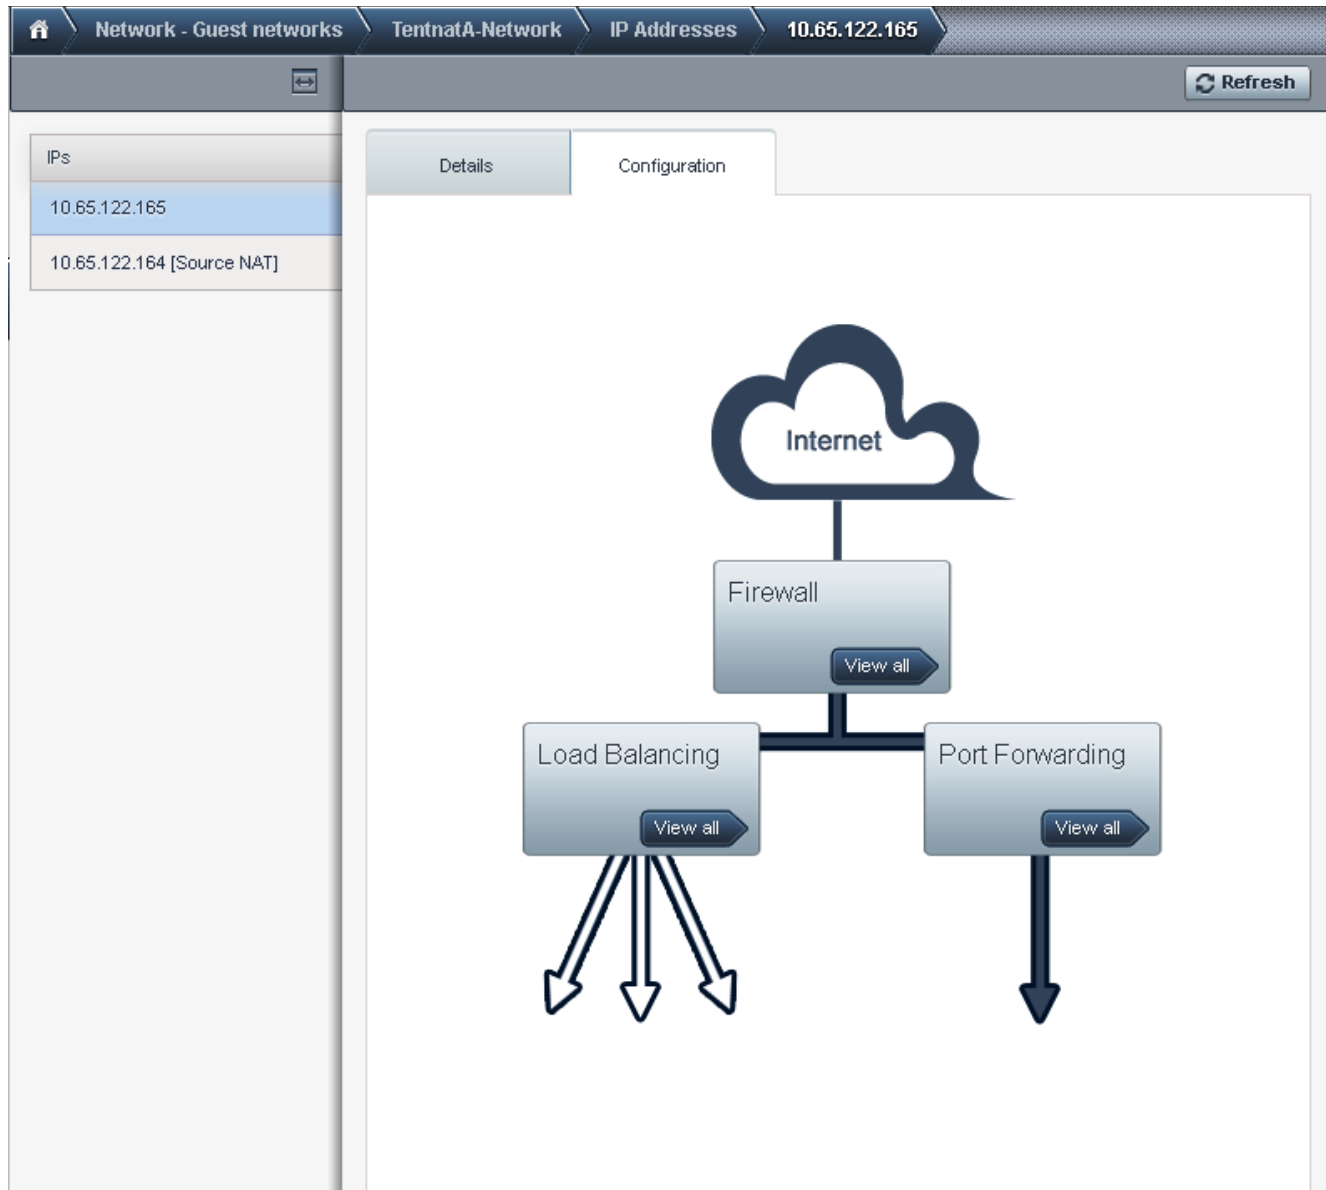 Network - Guest networks TentnatA-Network IP Addresses 10.65.122.165
Refresh
IPs
10.65.122.165
10.65.122.164 [Source NAT]
Details Configuration
Internet
Firewall
View all
Load Balancing
View all
Port Forwarding
View all